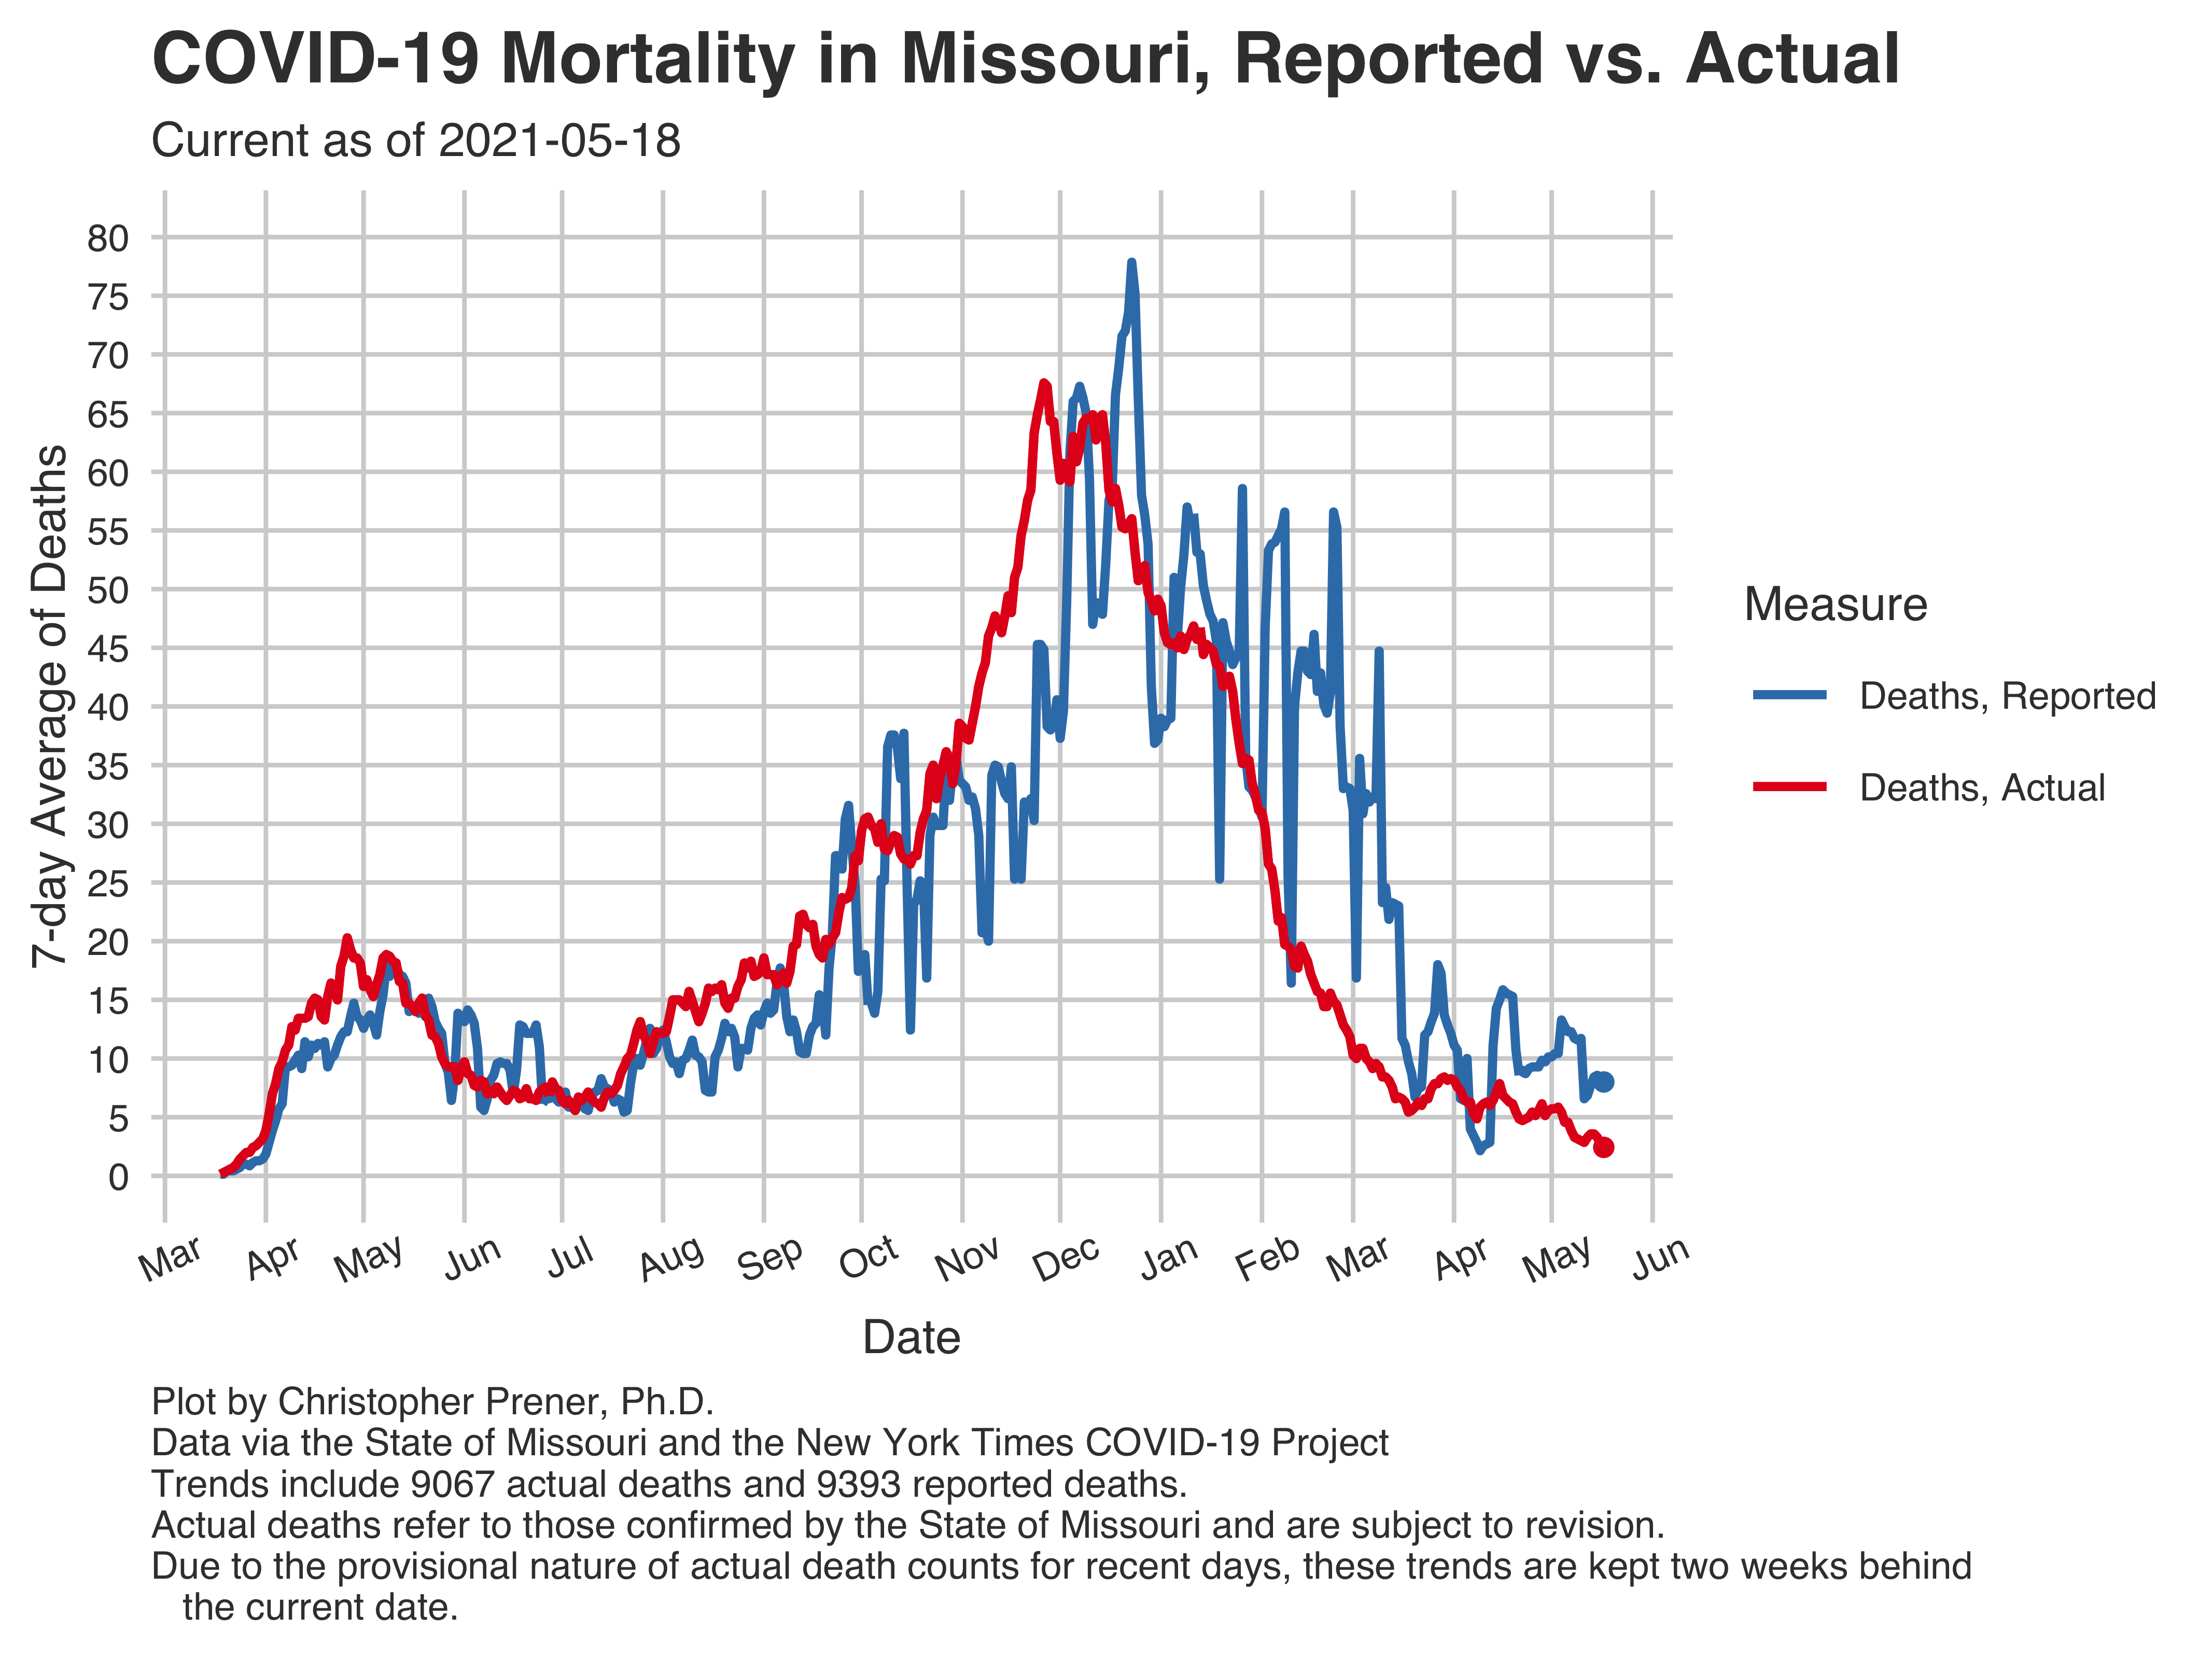 COVID-19 Mortality in Missouri, Reported vs. Actual
Current as of 2021-05-18
7-day Average of Deaths
80
75
70
65
60
55
50
45
40
35
30
25
20
15
10
5
0
Mar Apr May Jun Jul Aug Sep Oct Nov Dec Jan Feb Mar Apr May Jun
Date
Measure
Deaths, Reported
Deaths, Actual
Plot by Christopher Prener, Ph.D.
Data via the State of Missouri and the New York Times COVID-19 Project
Trends include 9067 actual deaths and 9393 reported deaths.
Actual deaths refer to those confirmed by the State of Missouri and are subject to revision.
Due to the provisional nature of actual death counts for recent days, these trends are kept two weeks behind
the current date.